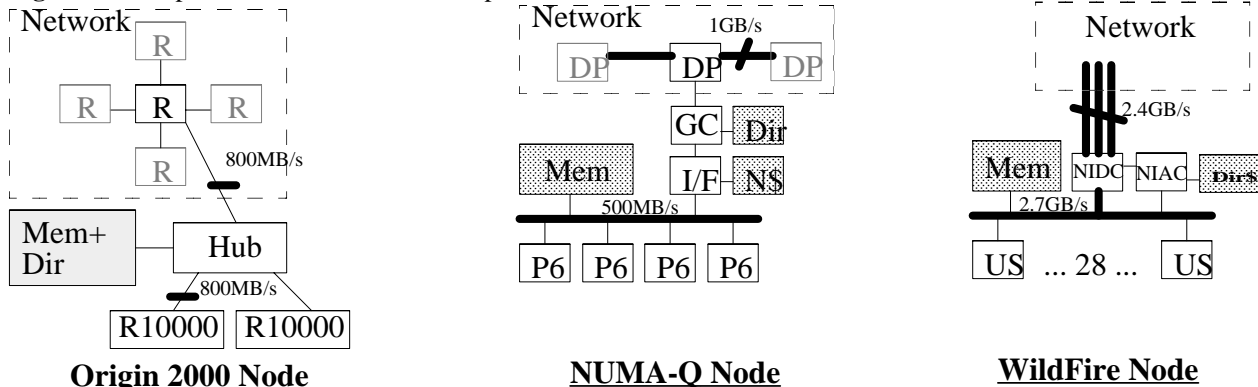 Network
R
R
R
R
R
800MB/s
Mem+
Dir
Hub
800MB/s
R10000
R10000
Origin 2000 Node
Network
1GB/s
DP
DP
DP
GC
Dir
Mem
I/F
N$
500MB/s
P6
P6
P6
P6
NUMA-Q Node
Network
2.4GB/s
Mem
NIDC
NIAC
Dir$
2.7GB/s
US
... 28 ...
US
WildFire Node